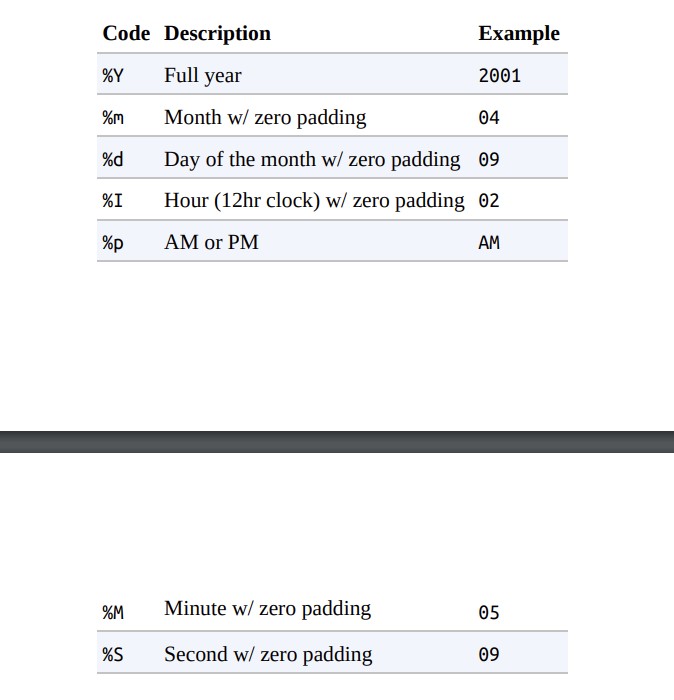 Code Description Example
%Y Full year 2001
%m Month w/ zero padding 04
%d Day of the month w/ zero padding 09
%I Hour (12hr clock) w/ zero padding 02
%p AM or PM AM
%M Minute w/ zero padding 05
%S Second w/ zero padding 09